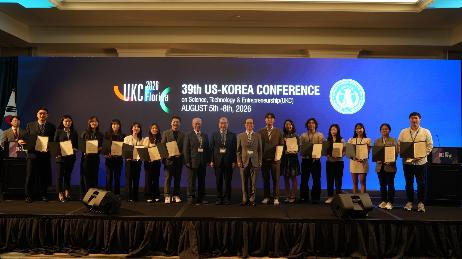 UKC 2026
Florida
39th US-KOREA CONFERENCE
on Science, Technology & Entrepreneurship(UKC)
AUGUST 5th -8th, 2026